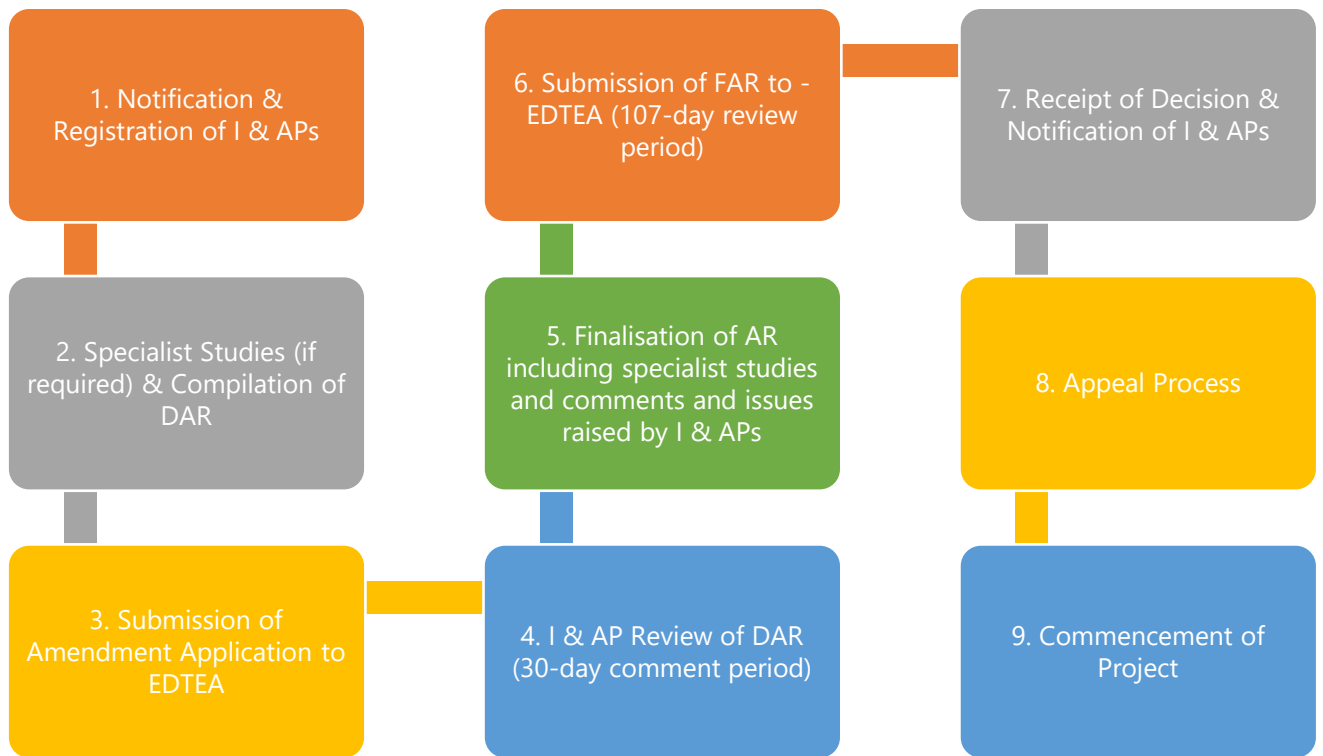 1. Notification &
Registration of I & APs
2. Specialist Studies (if
required) & Compilation of
DAR
3. Submission of
Amendment Application to
EDTEA
4. I & AP Review of DAR
(30-day comment period)
5. Finalisation of AR
including specialist studies
and comments and issues
raised by I & APs
6. Submission of FAR to -
EDTEA (107-day review
period)
7. Receipt of Decision &
Notification of I & APs
8. Appeal Process
9. Commencement of
Project